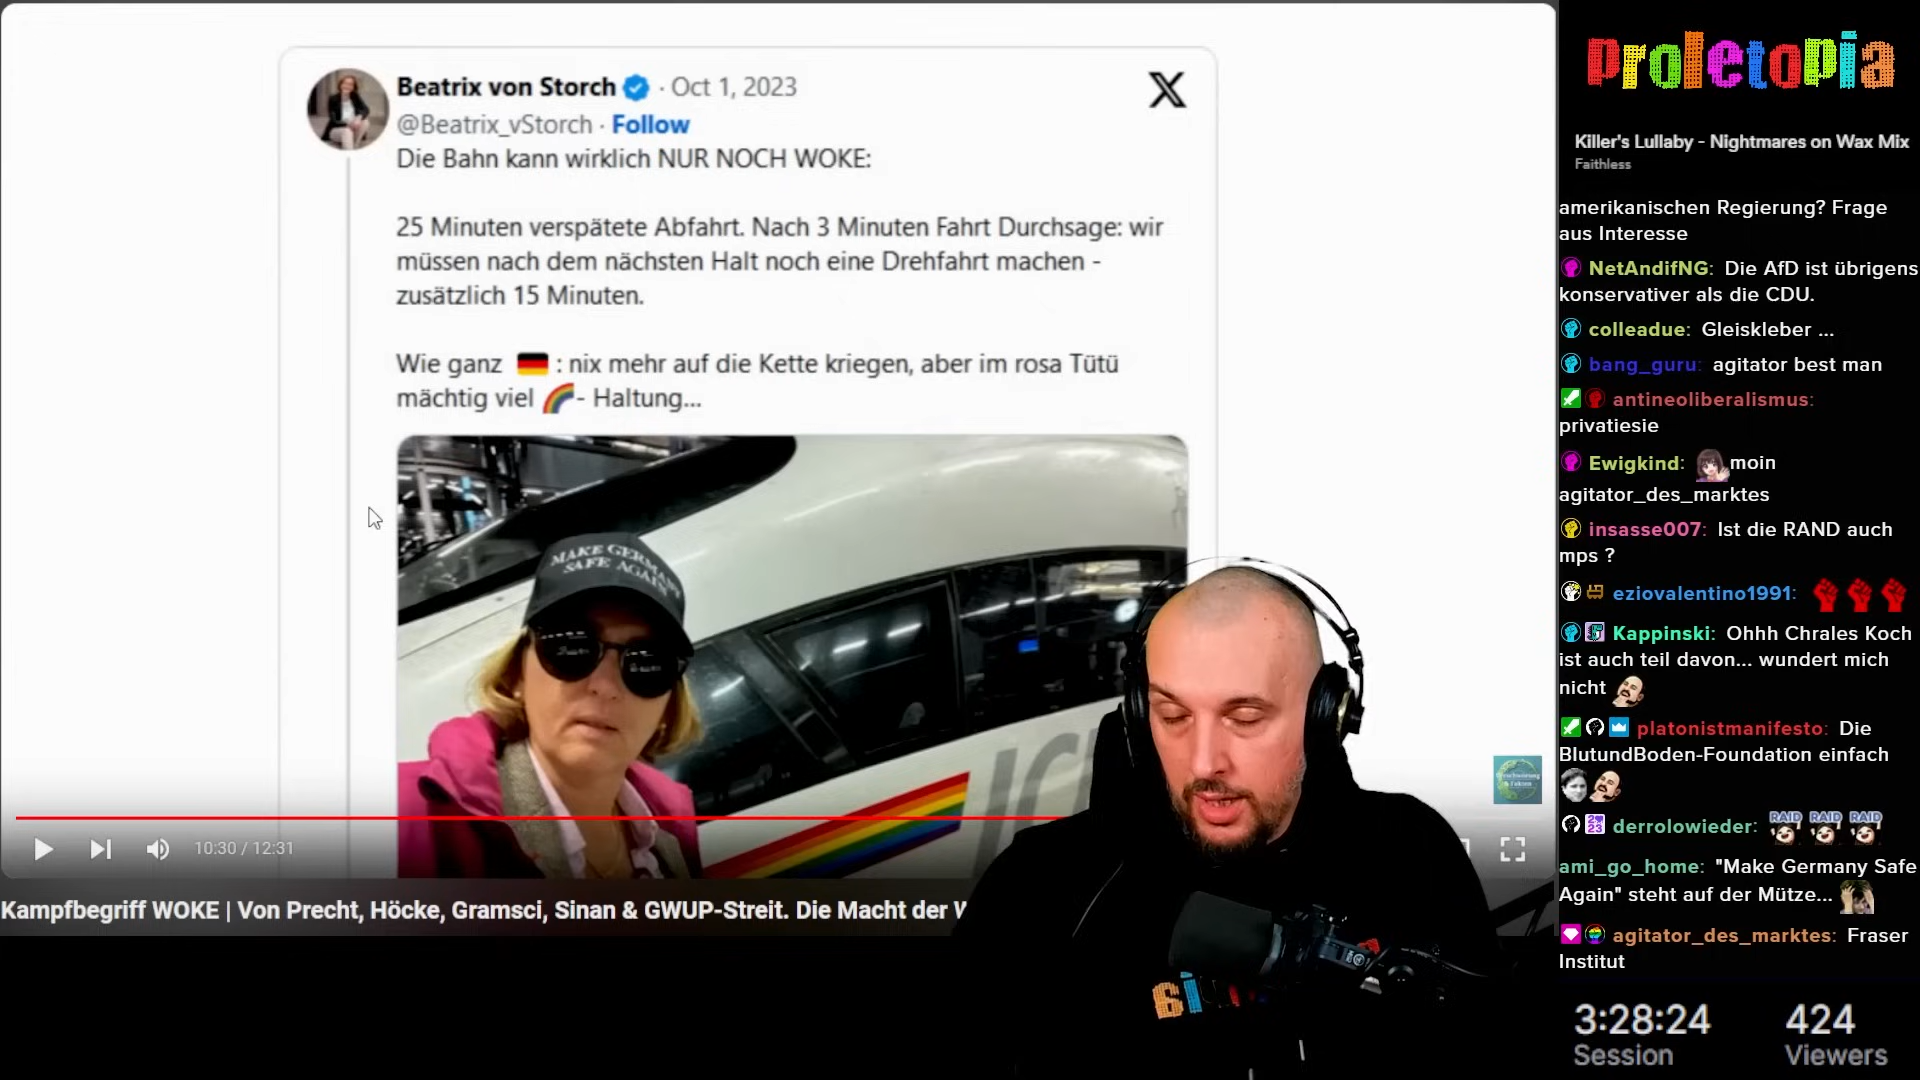 Beatrix von Storch · Oct 1, 2023
@Beatrix_vStorch · Follow
Die Bahn kann wirklich NUR NOCH WOKE:
25 Minuten verspätete Abfahrt. Nach 3 Minuten Fahrt Durchsage: wir
müssen nach dem nächsten Halt noch eine Drehfahrt machen -
zusätzlich 15 Minuten.
Wie ganz 🇩🇪 : nix mehr auf die Kette kriegen, aber im rosa Tütü
mächtig viel 🌈- Haltung...
MAKE GERMANY
SAFE AGAIN
10:30 / 12:31
Kampfbegriff WOKE | Von Precht, Höcke, Gramsci, Sinan & GWUP-Streit. Die Macht der
Proletopia
Killer's Lullaby - Nightmares on Wax Mix
Faithless
amerikanischen Regierung? Frage
aus Interesse
NetAndifNG: Die AfD ist übrigens
konservativer als die CDU.
colleadue: Gleiskleber ...
bang_guru: agitator best man
antineoliberalismus:
privatiesie
Ewigkind: moin
agitator_des_marktes
insasse007: Ist die RAND auch
mps ?
eziovalentino1991:
Kappinski: Ohhh Chrales Koch
ist auch teil davon... wundert mich
nicht
platonistmanifesto: Die
BlutundBoden-Foundation einfach
derrolowieder: RAID RAID RAID
ami_go_home: "Make Germany Safe
Again" steht auf der Mütze...
agitator_des_marktes: Fraser
Institut
3:28:24 424
Session Viewers